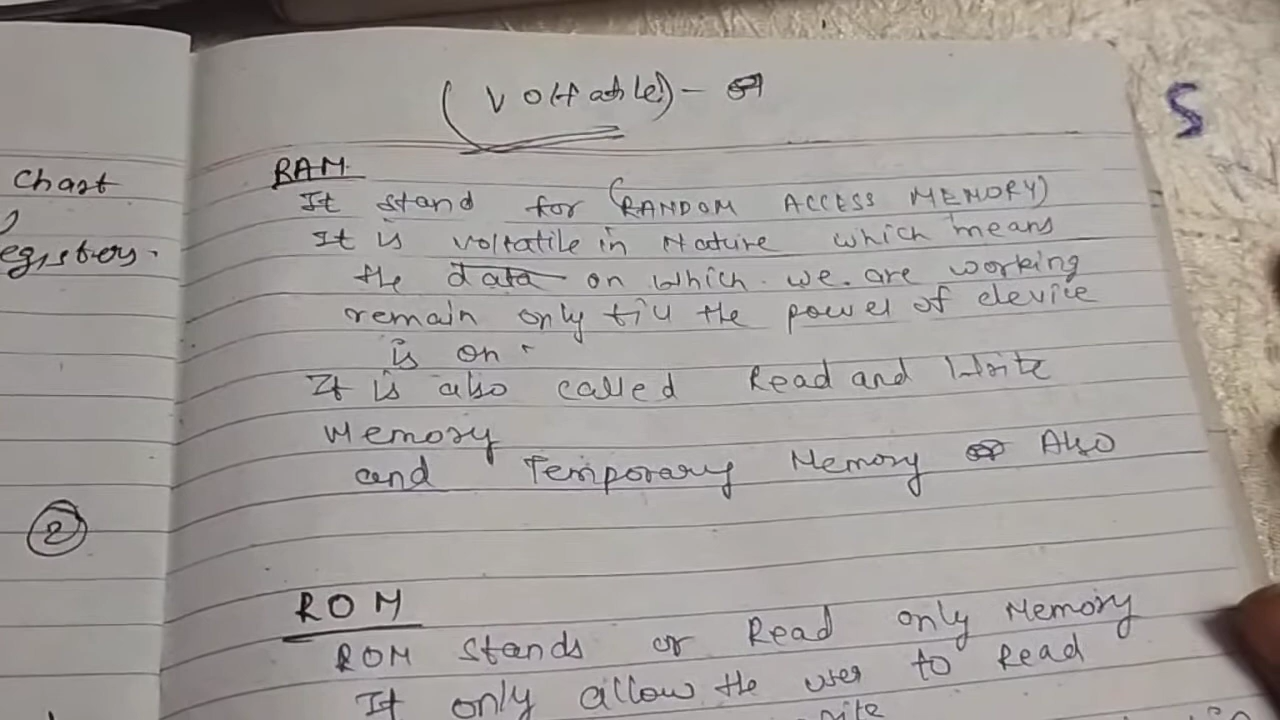 Chart
egisters.
2
(Voltatile) -
S
RAM
It stand for (RANDOM ACCESS MEMORY)
It is voltatile in Nature which means
the data on which we are working
remain only till the power of device
is on.
It is also called Read and Write
Memory
and Temporary Memory Also
ROM
ROM stands or Read only Memory
It only allow the user to Read